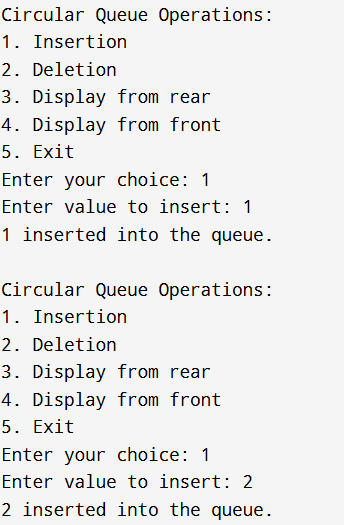 Circular Queue Operations:
1. Insertion
2. Deletion
3. Display from rear
4. Display from front
5. Exit
Enter your choice: 1
Enter value to insert: 1
1 inserted into the queue.

Circular Queue Operations:
1. Insertion
2. Deletion
3. Display from rear
4. Display from front
5. Exit
Enter your choice: 1
Enter value to insert: 2
2 inserted into the queue.